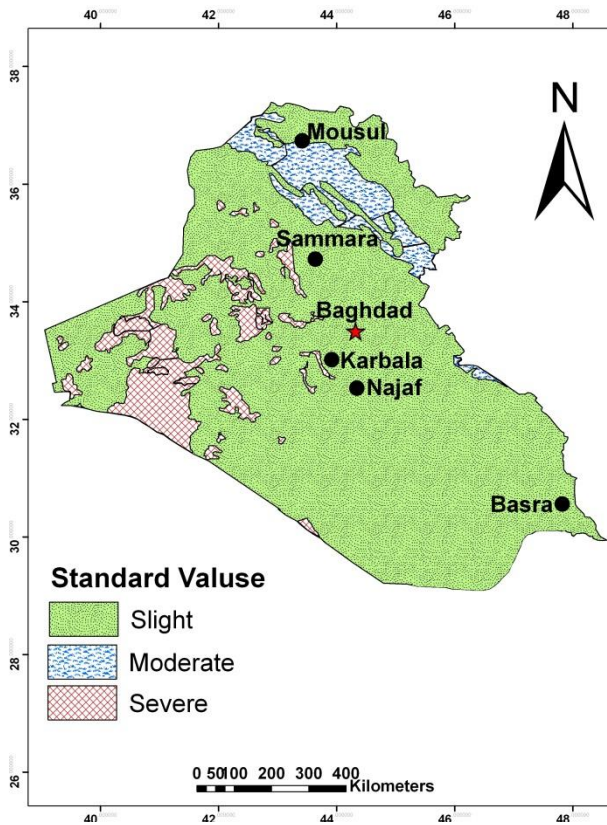 40 42 44 46 48
38
36
34
32
30
28
26
N
Mousul
Sammara
Baghdad
Karbala
Najaf
Basra
Standard Valuse
Slight
Moderate
Severe
0 50 100 200 300 400
Kilometers
40 42 44 46 48